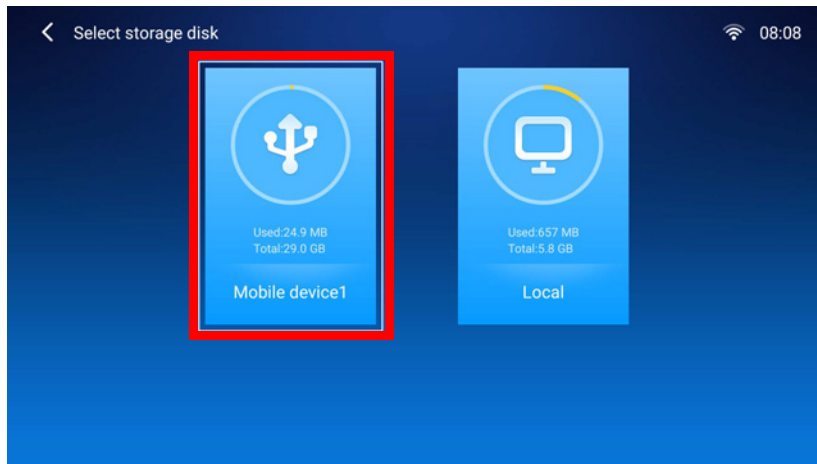 Select storage disk
08:08
Used:24.9 MB
Total:29.0 GB
Mobile device1
Used:657 MB
Total:5.8 GB
Local